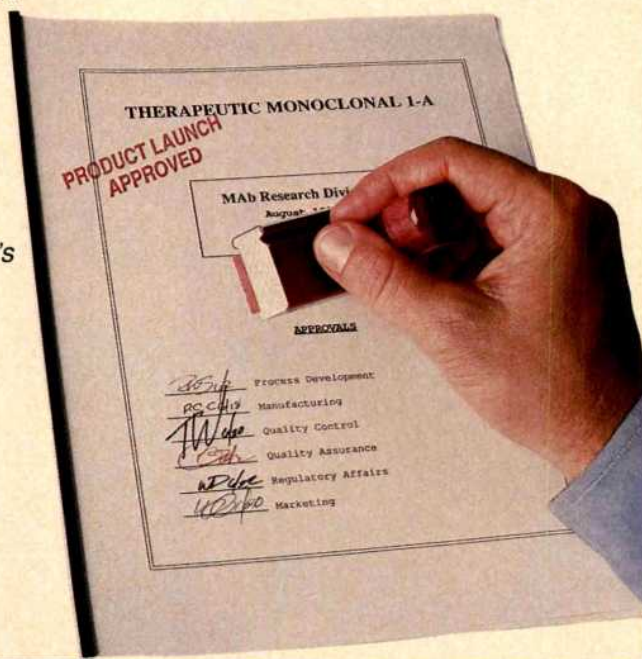 THERAPEUTIC MONOCLONAL 1-A
PRODUCT LAUNCH
APPROVED
's
MAb Research
August
APPROVALS
Process Development
Manufacturing
Quality Control
Quality Assurance
Regulatory Affairs
Marketing